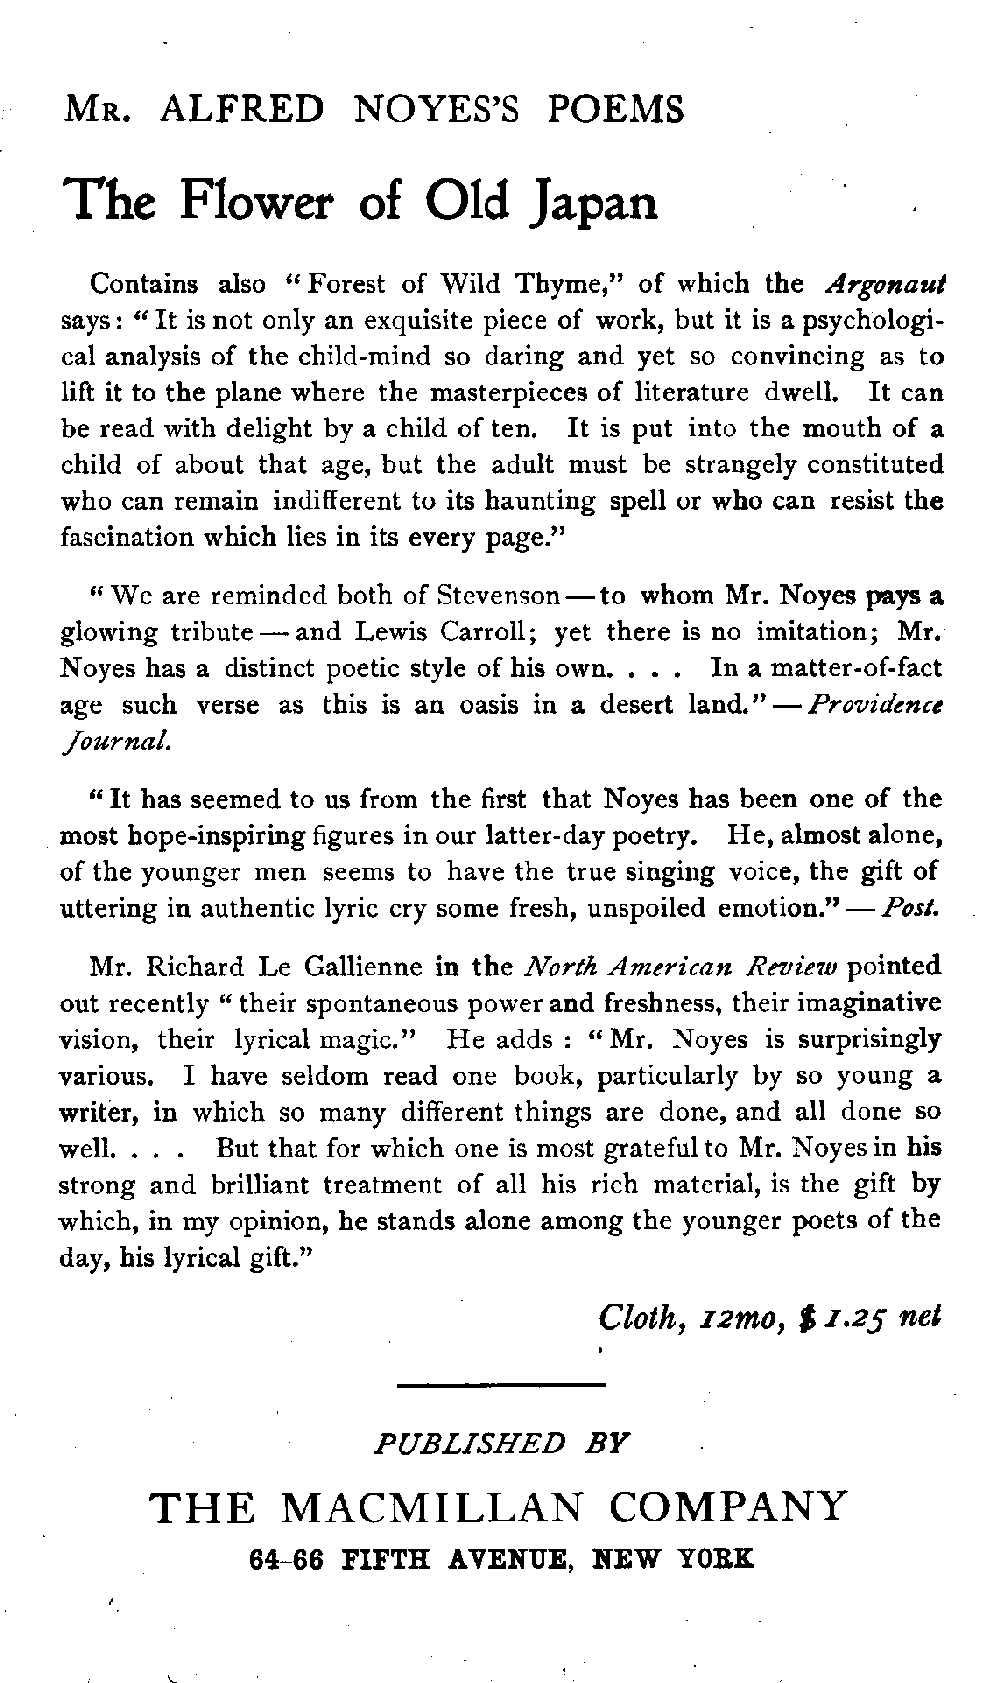 MR. ALFRED NOYES'S POEMS
The Flower of Old Japan
Contains also “Forest of Wild Thyme,” of which the Argonaut
says: “It is not only an exquisite piece of work, but it is a psychologi-
cal analysis of the child-mind so daring and yet so convincing as to
lift it to the plane where the masterpieces of literature dwell. It can
be read with delight by a child of ten. It is put into the mouth of a
child of about that age, but the adult must be strangely constituted
who can remain indifferent to its haunting spell or who can resist the
fascination which lies in its every page.”
“We are reminded both of Stevenson—to whom Mr. Noyes pays a
glowing tribute—and Lewis Carroll; yet there is no imitation; Mr.
Noyes has a distinct poetic style of his own. . . . In a matter-of-fact
age such verse as this is an oasis in a desert land.”—Providence
Journal.
“It has seemed to us from the first that Noyes has been one of the
most hope-inspiring figures in our latter-day poetry. He, almost alone,
of the younger men seems to have the true singing voice, the gift of
uttering in authentic lyric cry some fresh, unspoiled emotion.”—Post.
Mr. Richard Le Gallienne in the North American Review pointed
out recently “their spontaneous power and freshness, their imaginative
vision, their lyrical magic.” He adds : “Mr. Noyes is surprisingly
various. I have seldom read one book, particularly by so young a
writer, in which so many different things are done, and all done so
well. . . . But that for which one is most grateful to Mr. Noyes in his
strong and brilliant treatment of all his rich material, is the gift by
which, in my opinion, he stands alone among the younger poets of the
day, his lyrical gift.”
Cloth, 12mo, $1.25 net
PUBLISHED BY
THE MACMILLAN COMPANY
64–66 FIFTH AVENUE, NEW YORK